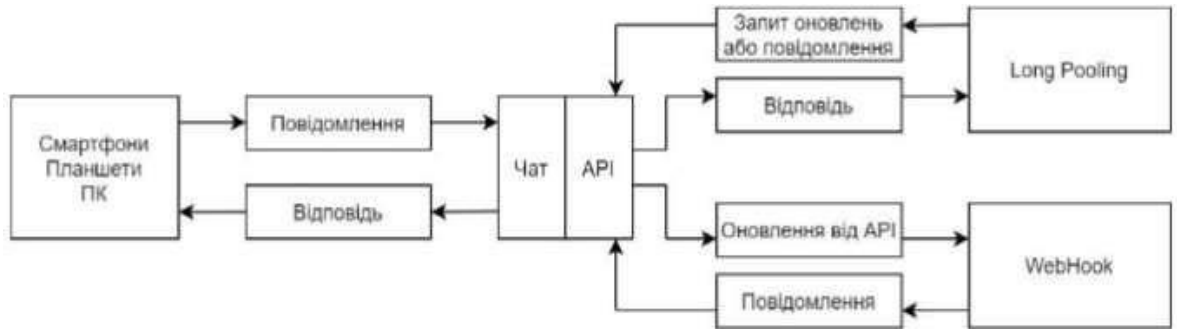 Запит оновлень
або повідомлення
Long Pooling
Відповідь
Смартфони
Планшети
ПК
Повідомлення
Чат
API
Відповідь
Оновлення від API
WebHook
Повідомлення